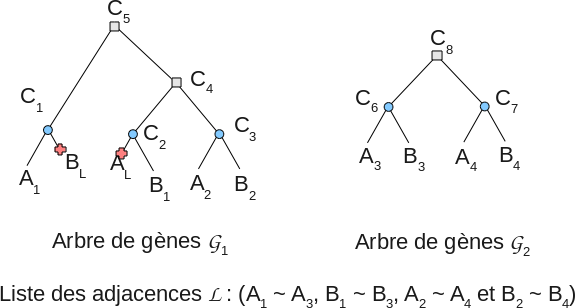 C5
C8
C4
C1
C6
C7
C2
C3
A1
BL
AL
B1
A2
B2
A3
B3
A4
B4
Arbre de gènes 𝒢1
Arbre de gènes 𝒢2
Liste des adjacences ℒ : (A1 ~ A3, B1 ~ B3, A2 ~ A4 et B2 ~ B4)